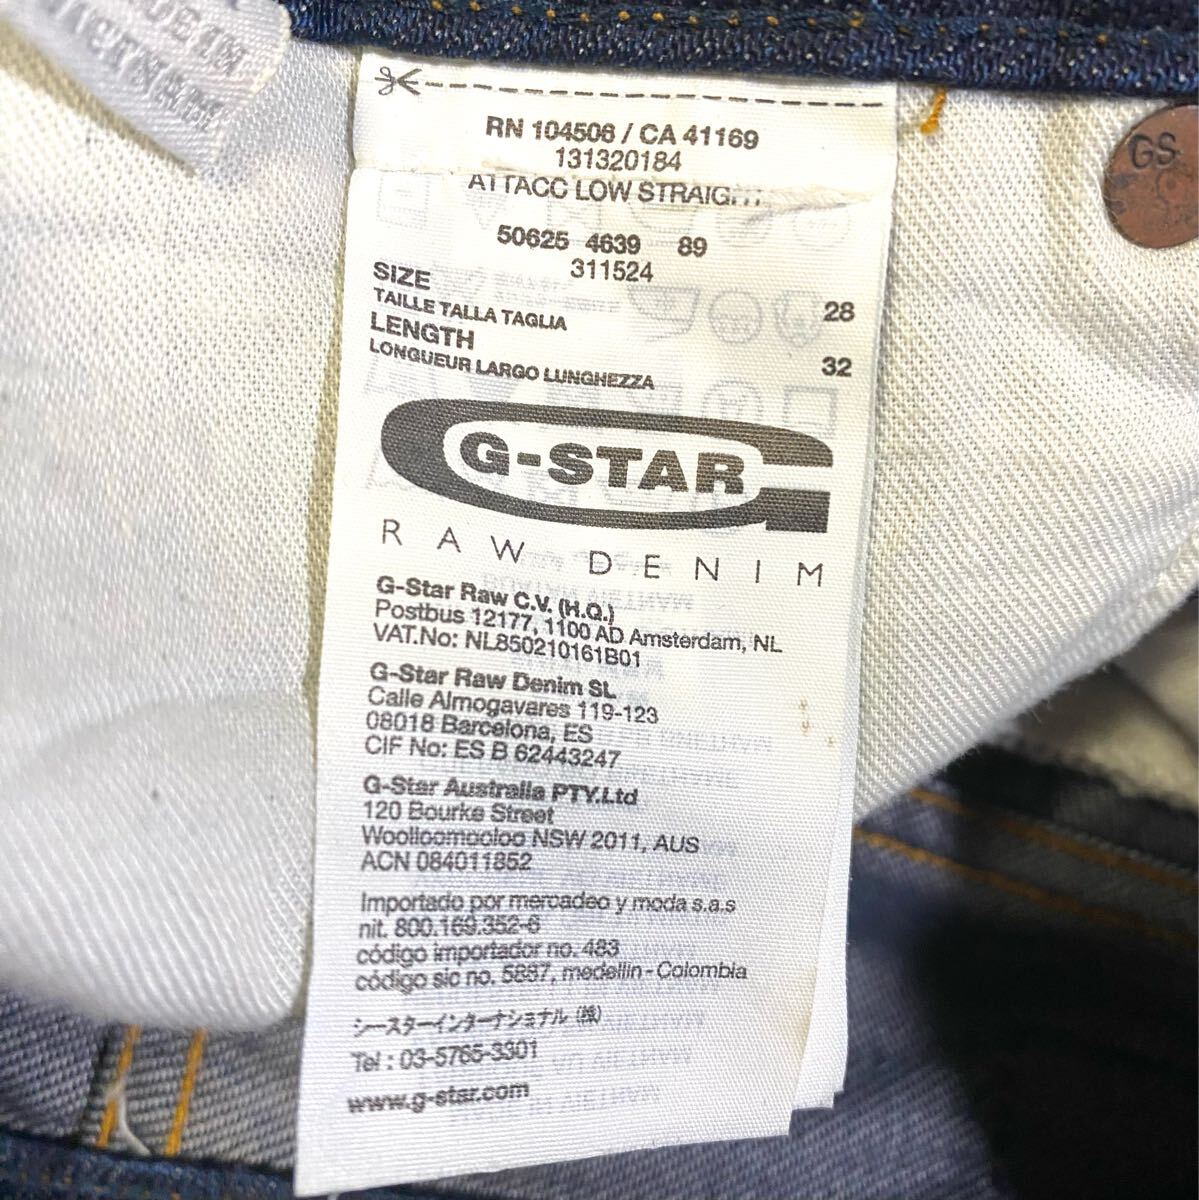 MADE IN
VIETNAM
RN 104506 / CA 41169
131320184
ATTACC LOW STRAIGHT
50625 4639 89
311524
SIZE
TAILLE TALLA TAGLIA 28
LENGTH
LONGUEUR LARGO LUNGHEZZA 32
G-STAR
RAW DENIM
G-Star Raw C.V. (H.Q.)
Postbus 12177, 1100 AD Amsterdam, NL
VAT.No: NL850210161B01
G-Star Raw Denim SL
Calle Almogavares 119-123
08018 Barcelona, ES
CIF No: ES B 62443247
G-Star Australia PTY.Ltd
120 Bourke Street
Woolloomooloo NSW 2011, AUS
ACN 084011852
Importado por mercadeo y moda s.a.s
nit. 800.169.352-6
código importador no. 483
código sic no. 5887, medellin - Colombia
ジースターインターナショナル (株)
Tel : 03-5765-3301
www.g-star.com
GS